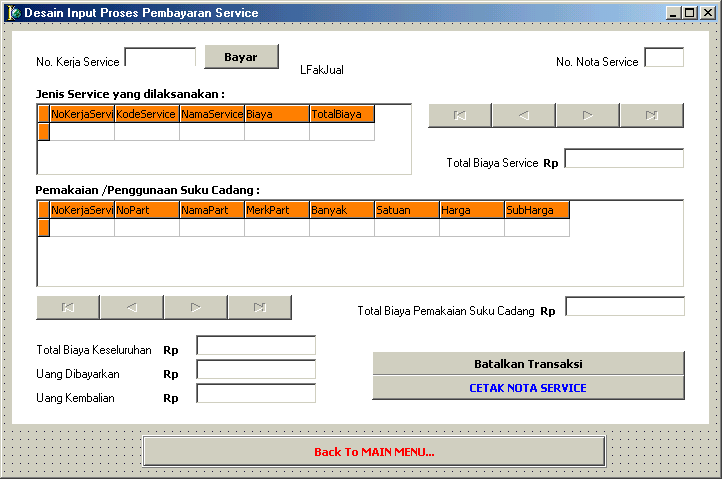 Desain Input Proses Pembayaran Service
No. Kerja Service
Bayar
LFakJual
No. Nota Service
Jenis Service yang dilaksanakan :
NoKerjaServi KodeService NamaService Biaya TotalBiaya
Total Biaya Service Rp
Pemakaian /Penggunaan Suku Cadang :
NoKerjaServi NoPart NamaPart MerkPart Banyak Satuan Harga SubHarga
Total Biaya Pemakaian Suku Cadang Rp
Total Biaya Keseluruhan Rp
Uang Dibayarkan Rp
Uang Kembalian Rp
Batalkan Transaksi
CETAK NOTA SERVICE
Back To MAIN MENU...